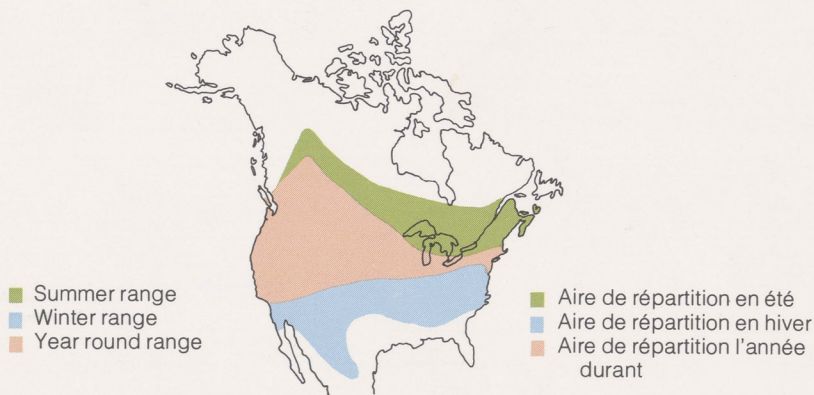 Summer range
Winter range
Year round range
Aire de répartition en été
Aire de répartition en hiver
Aire de répartition l'année
durant